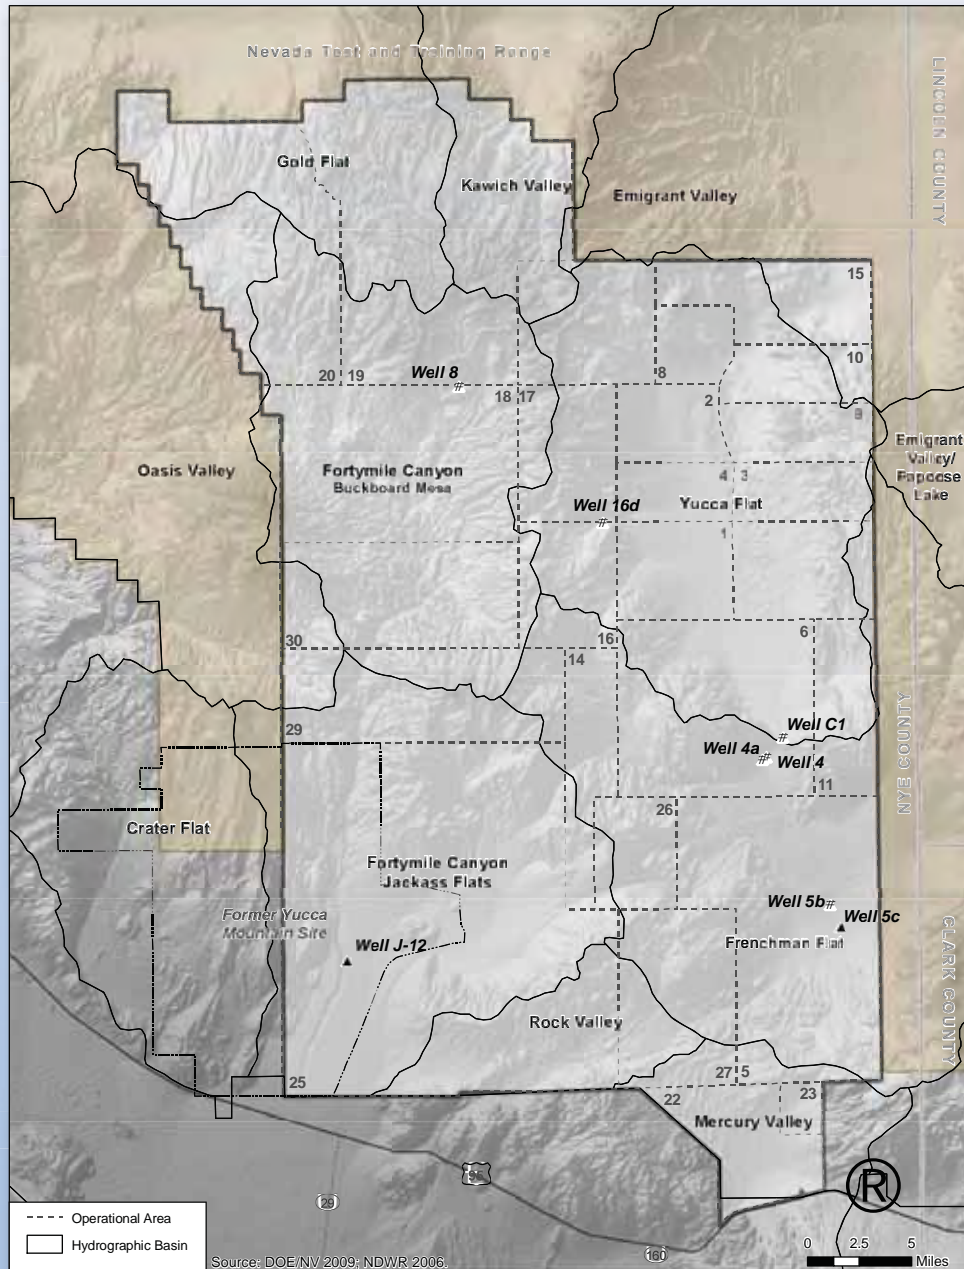 Nevada Test and Training Range
LINCOLN COUNTY
Gold Flat
Kawich Valley
Emigrant Valley
15
10
20 19
Well 8
8
18 17
2
9
Emigrant
Valley/
Papoose
Lake
Oasis Valley
Fortymile Canyon
Buckboard Mesa
4 3
Yucca Flat
Well 16d
1
30
16
14
6
29
Well C1
Well 4a
Well 4
NYE COUNTY
11
26
Crater Flat
Fortymile Canyon
Jackass Flats
Former Yucca
Mountain Site
Well 5b
Well 5c
Well J-12
Frenchman Flat
CLARK COUNTY
Rock Valley
25
27 5
22
23
Mercury Valley
95
29
160
R
# # # # # #
Operational Area
Hydrographic Basin
Source: DOE/NV 2009; NDWR 2006.
0 2.5 5
Miles